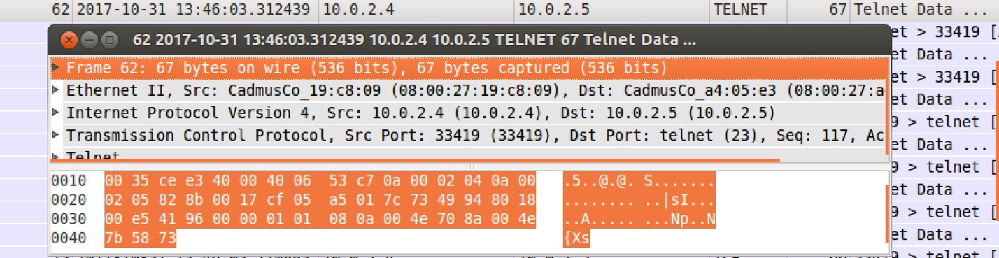 62 2017-10-31 13:46:03.312439 10.0.2.4 10.0.2.5 TELNET 67 Telnet Data ...
62 2017-10-31 13:46:03.312439 10.0.2.4 10.0.2.5 TELNET 67 Telnet Data ...
et > 33419 [
Frame 62: 67 bytes on wire (536 bits), 67 bytes captured (536 bits)
et Data ...
et > 33419 [
Ethernet II, Src: CadmusCo_19:c8:09 (08:00:27:19:c8:09), Dst: CadmusCo_a4:05:e3 (08:00:27:a
et Data ...
Internet Protocol Version 4, Src: 10.0.2.4 (10.0.2.4), Dst: 10.0.2.5 (10.0.2.5)
9 > telnet [
Transmission Control Protocol, Src Port: 33419 (33419), Dst Port: telnet (23), Seq: 117, Ac
et Data ...
Telnet
9 > telnet [
0010 00 35 ce e3 40 00 40 06 53 c7 0a 00 02 04 0a 00 .5..@.@. S.......
et Data ...
0020 02 05 82 8b 00 17 cf 05 a5 01 7c 73 49 94 80 18 ........ ..|sI...
9 > telnet [
0030 00 e5 41 96 00 00 01 01 08 0a 00 4e 70 8a 00 4e ..A..... ...Np..N
et Data ...
0040 7b 58 73 {Xs
> telnet [